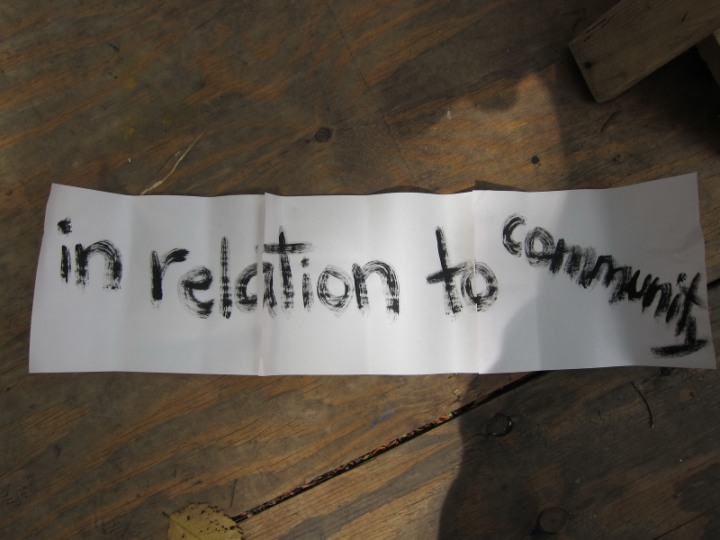 in relation to community